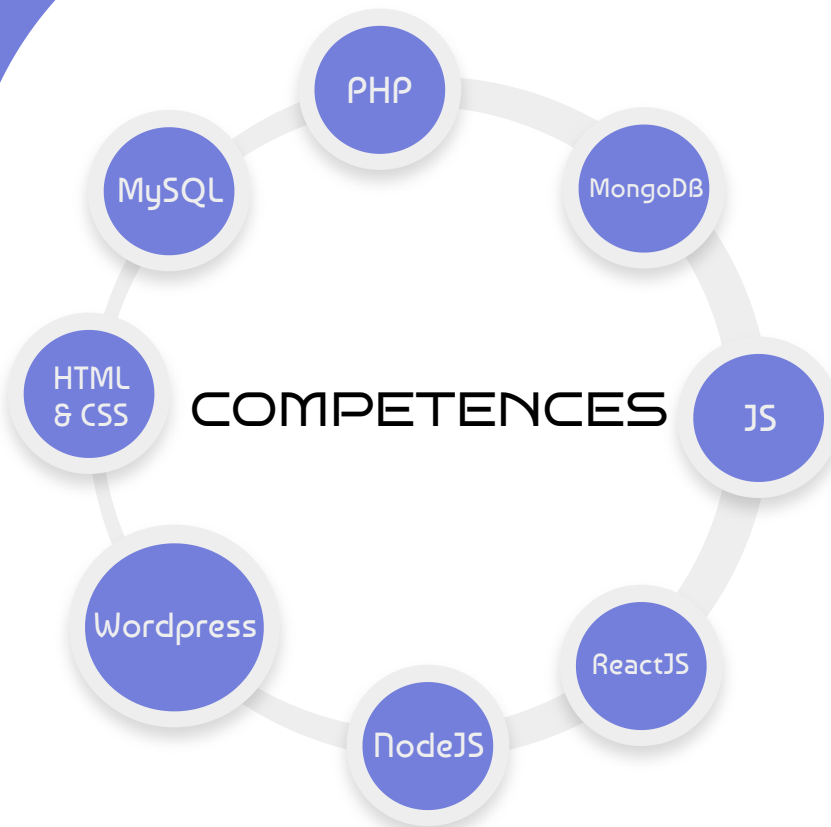 PHP
MongoDB
MySQL
HTML
& CSS
COMPETENCES
JS
Wordpress
ReactJS
NodeJS